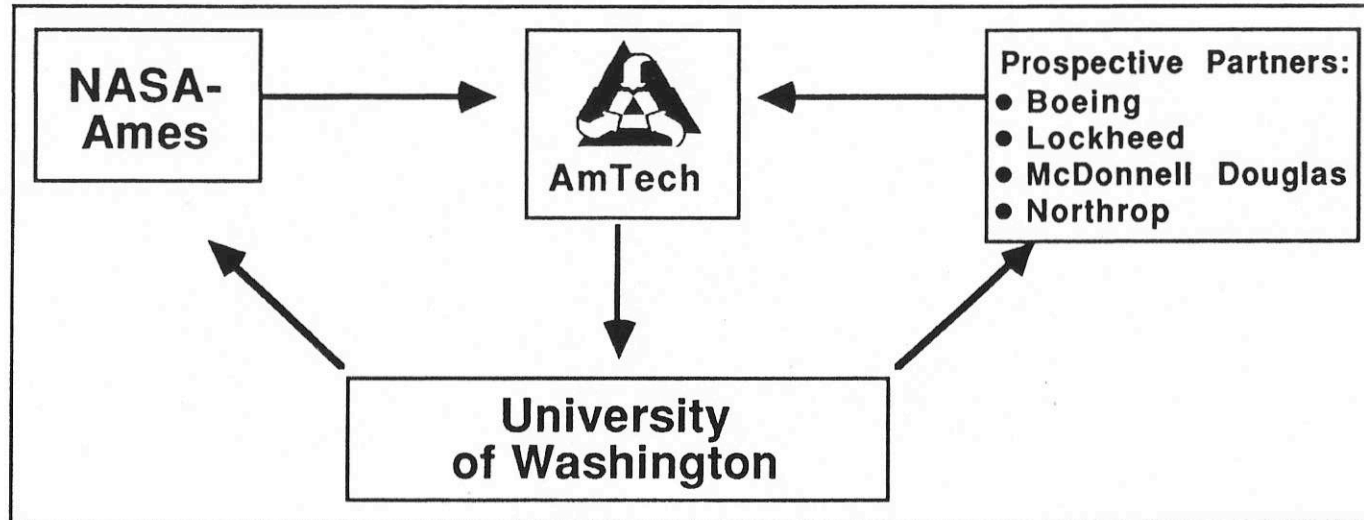 NASA-
Ames
AmTech
Prospective Partners:
● Boeing
● Lockheed
● McDonnell Douglas
● Northrop
University
of Washington